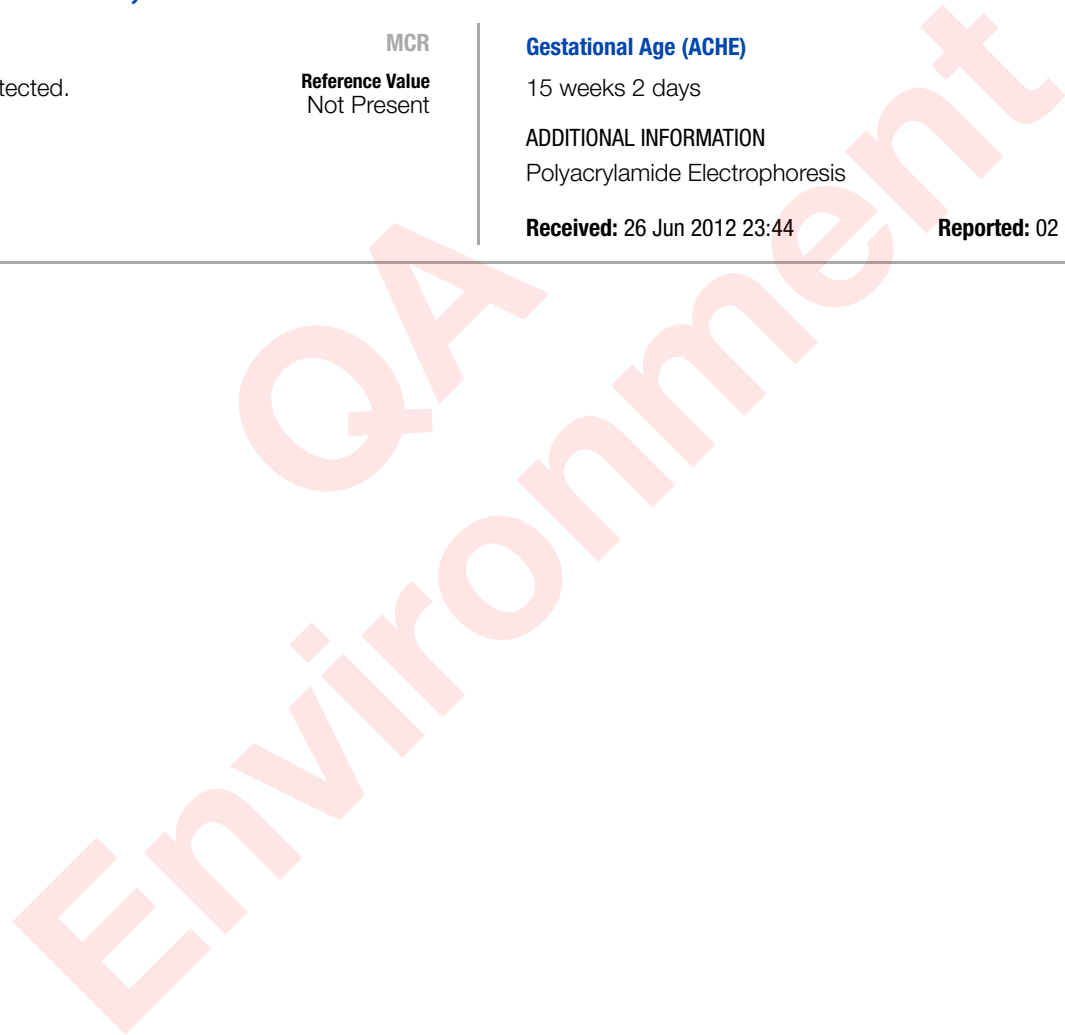 MCR
tected.
Reference Value
Not Present
Gestational Age (ACHE)
15 weeks 2 days
ADDITIONAL INFORMATION
Polyacrylamide Electrophoresis
Received: 26 Jun 2012 23:44 Reported: 02
QA
Environment